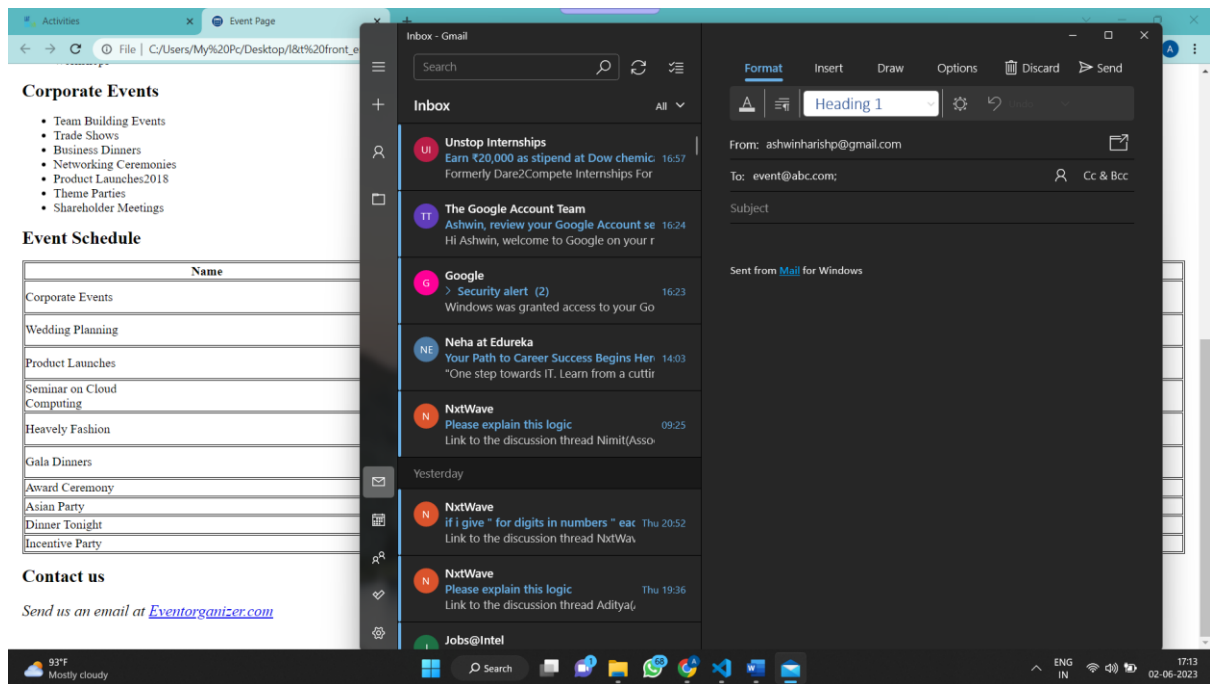 Activities
Event Page
File | C:/Users/My%20Pc/Desktop/l&t%20front_e
A
Corporate Events
Team Building Events
Trade Shows
Business Dinners
Networking Ceremonies
Product Launches2018
Theme Parties
Shareholder Meetings
Event Schedule
Name
Corporate Events
Wedding Planning
Product Launches
Seminar on Cloud
Computing
Heavely Fashion
Gala Dinners
Award Ceremony
Asian Party
Dinner Tonight
Incentive Party
Contact us
Send us an email at Eventorganizer.com
Inbox - Gmail
Search
Inbox
All
UI
Unstop Internships
Earn ₹20,000 as stipend at Dow chemic 16:57
Formerly Dare2Compete Internships For
TT
The Google Account Team
Ashwin, review your Google Account se 16:24
Hi Ashwin, welcome to Google on your r
G
Google
> Security alert (2) 16:23
Windows was granted access to your Go
NE
Neha at Edureka
Your Path to Career Success Begins Her 14:03
"One step towards IT. Learn from a cuttir
N
NxtWave
Please explain this logic 09:25
Link to the discussion thread Nimit(Asso
Yesterday
N
NxtWave
if i give " for digits in numbers " eac Thu 20:52
Link to the discussion thread NxtWav
N
NxtWave
Please explain this logic Thu 19:36
Link to the discussion thread Aditya(
Jobs@Intel
Format Insert Draw Options Discard Send
A Heading 1 Undo
From: ashwinharishp@gmail.com
To: event@abc.com; Cc & Bcc
Subject
Sent from Mail for Windows
93°F
Mostly cloudy
Search
68
ENG
IN
17:13
02-06-2023